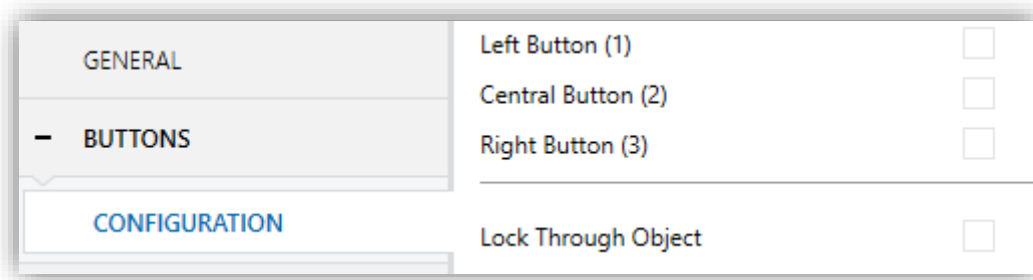 GENERAL
BUTTONS
CONFIGURATION
Left Button (1)
Central Button (2)
Right Button (3)
Lock Through Object